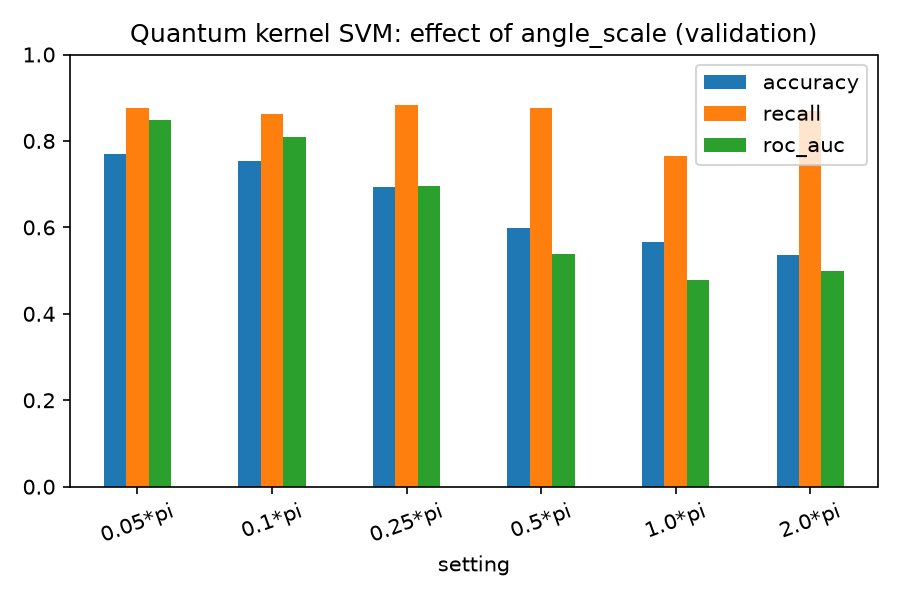 Quantum kernel SVM: effect of angle_scale (validation)
1.0
0.8
0.6
0.4
0.2
0.0
accuracy
recall
roc_auc
0.05*pi
0.1*pi
0.25*pi
0.5*pi
1.0*pi
2.0*pi
setting